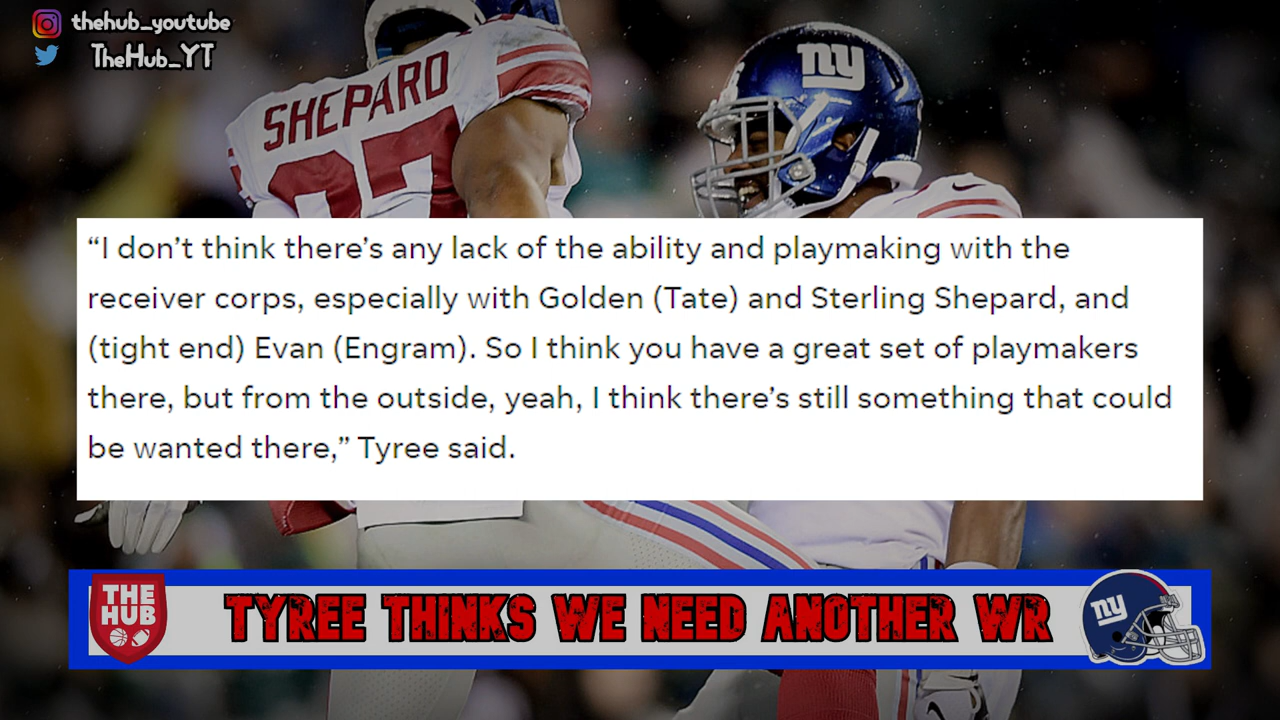 thehub_youtube
TheHub_YT
SHEPARD
87
ny
“I don’t think there’s any lack of the ability and playmaking with the
receiver corps, especially with Golden (Tate) and Sterling Shepard, and
(tight end) Evan (Engram). So I think you have a great set of playmakers
there, but from the outside, yeah, I think there’s still something that could
be wanted there,” Tyree said.
THE
HUB
TYREE THINKS WE NEED ANOTHER WR
ny